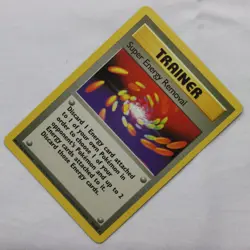 TRAINER
Super Energy Removal
Discard 1 Energy card attached
to 1 of your own Pokémon in
order to choose 1 of your
opponent's Pokémon and up to 2
Energy cards attached to it.
Discard those Energy cards.